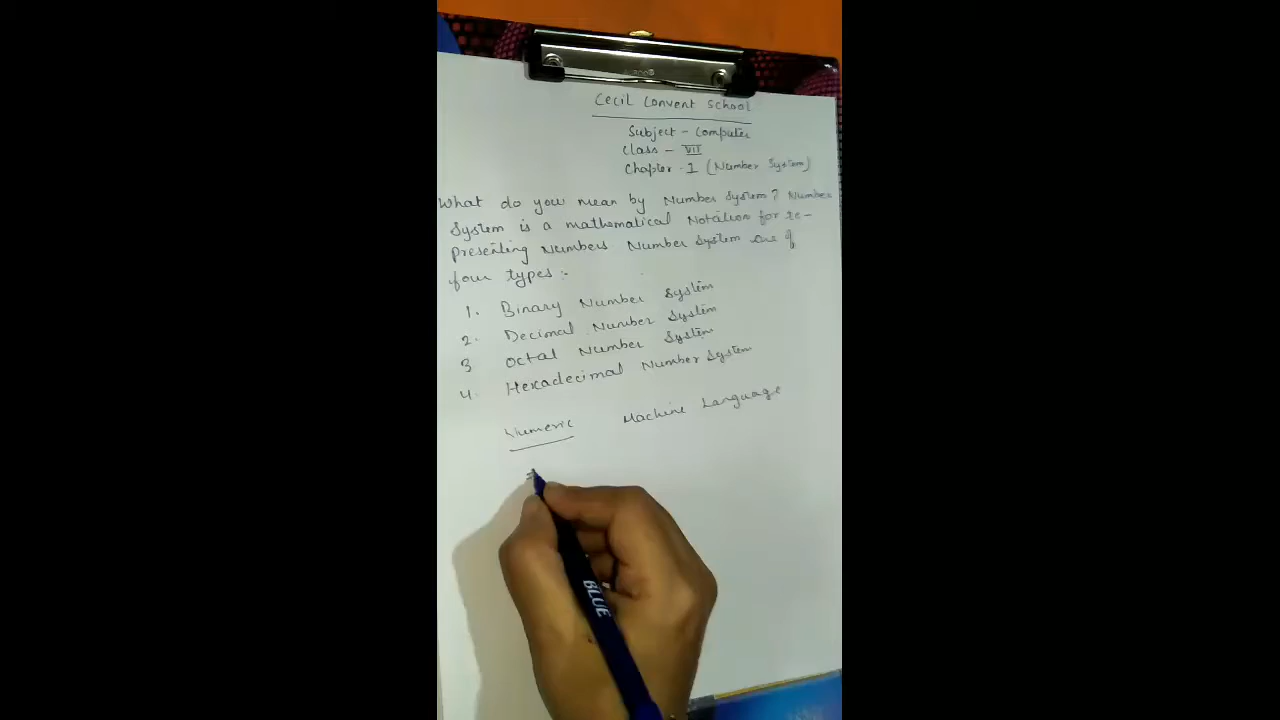 Cecil Convent School
Subject - Computer
Class - VII
Chapter - 1 (Number System)
What do you mean by Number System? Number
System is a mathematical Notation for re-
presenting Numbers Number System are of
four types :-
1. Binary Number System
2. Decimal Number System
3 Octal Number System
4. Hexadecimal Number System
Numeric Machine Language
BLUE